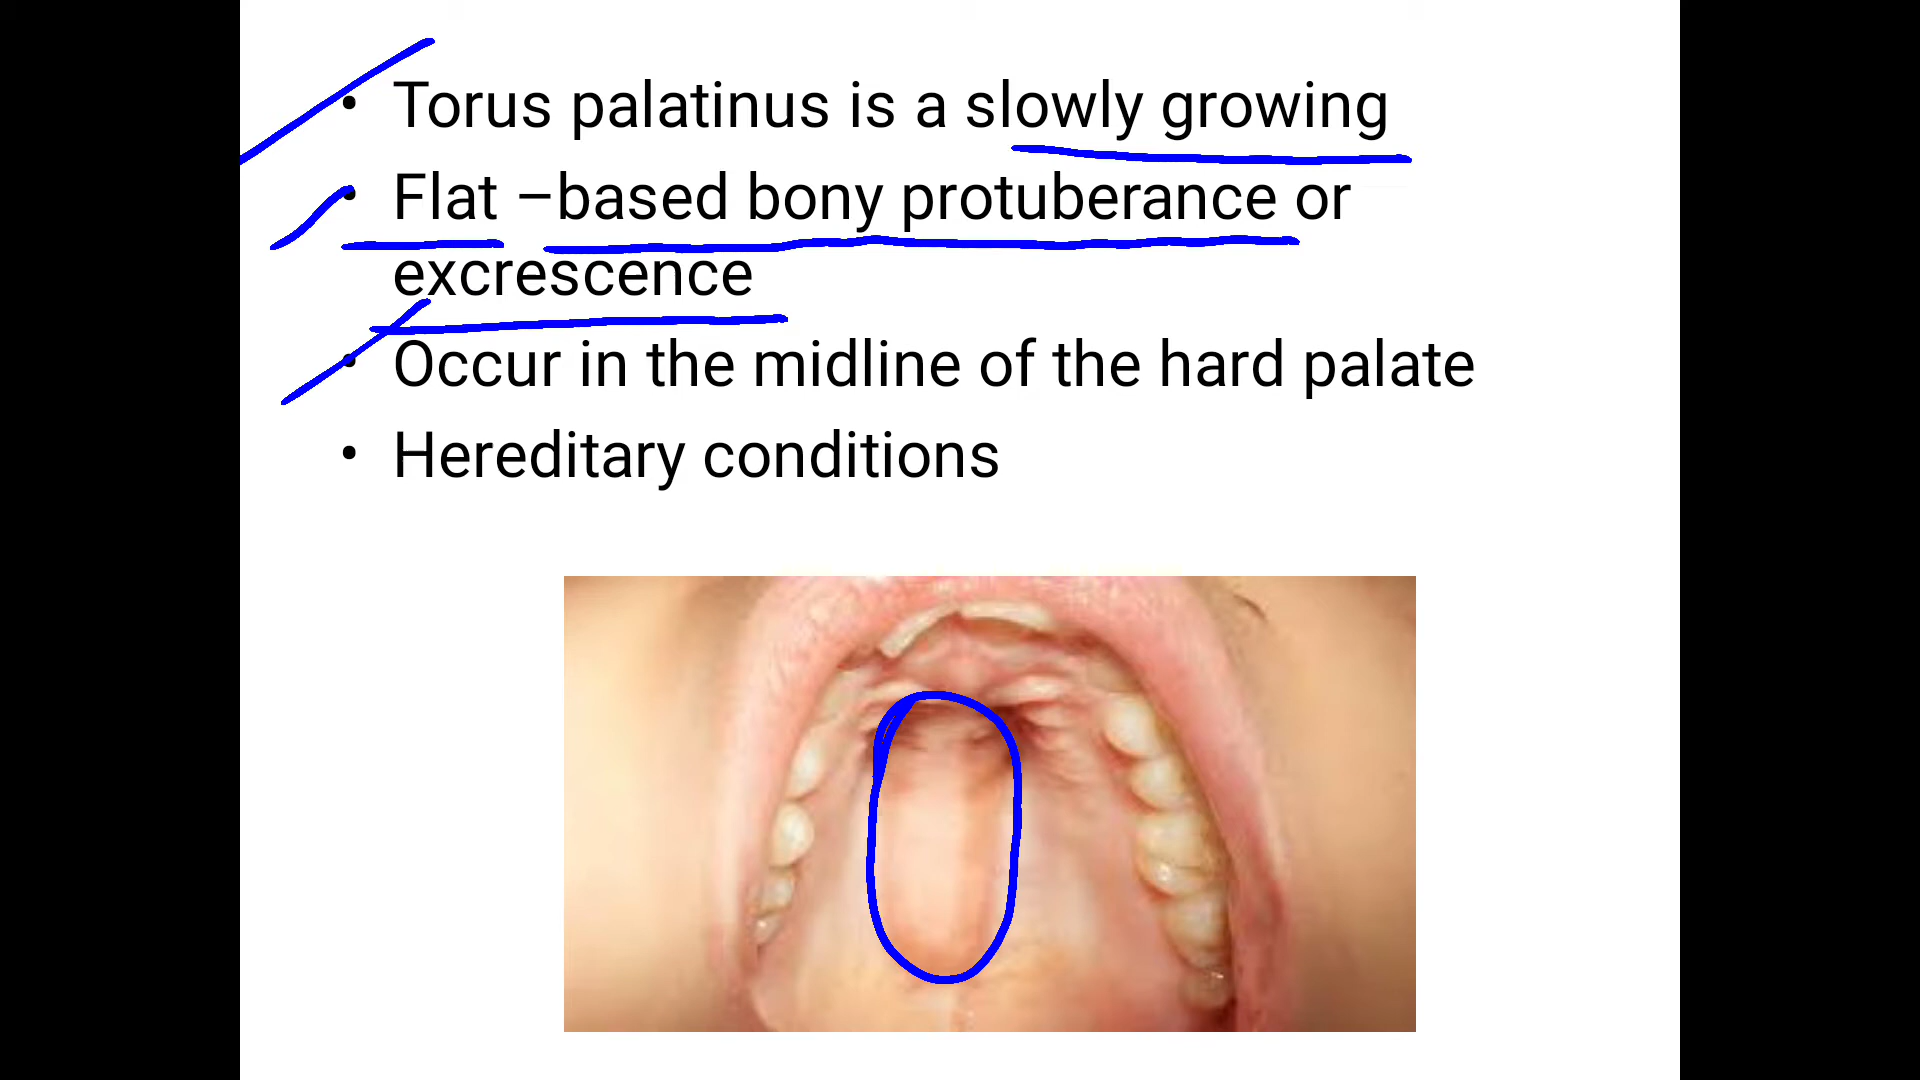 • Torus palatinus is a slowly growing
• Flat –based bony protuberance or
excrescence
• Occur in the midline of the hard palate
• Hereditary conditions